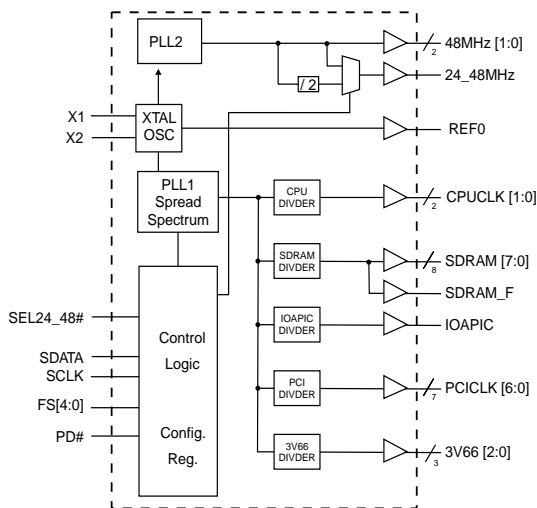 PLL2
48MHz [1:0]
2
/ 2
24_48MHz
X1
X2
XTAL
OSC
REF0
PLL1
Spread
Spectrum
CPU
DIVDER
CPUCLK [1:0]
2
SDRAM
DIVDER
SDRAM [7:0]
8
SDRAM_F
SEL24_48#
IOAPIC
DIVDER
IOAPIC
Control
Logic
SDATA
SCLK
FS[4:0]
PD#
PCI
DIVDER
PCICLK [6:0]
7
Config.
Reg.
3V66
DIVDER
3V66 [2:0]
3